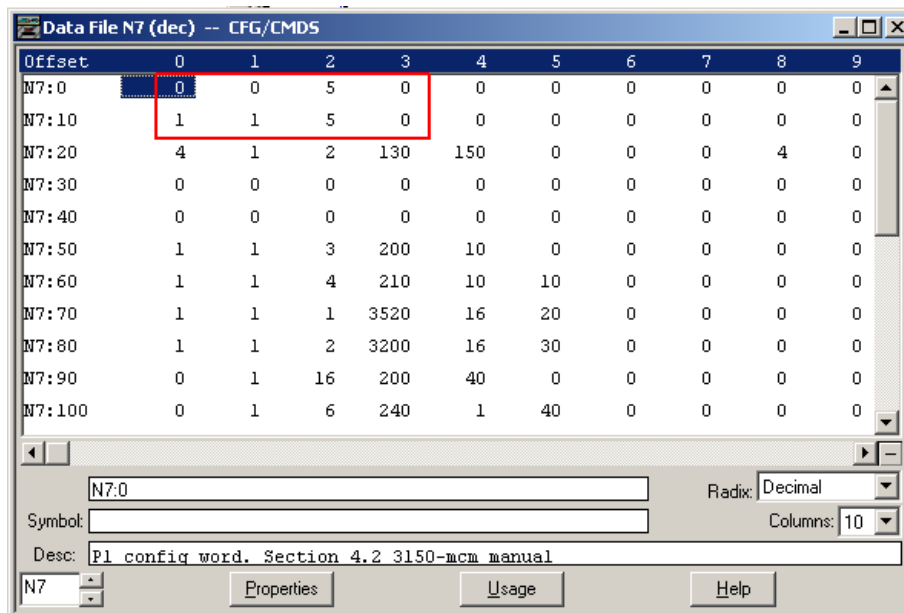 Data File N7 (dec) -- CFG/CMDS
Offset 0 1 2 3 4 5 6 7 8 9
N7:0 0 0 5 0 0 0 0 0 0 0
N7:10 1 1 5 0 0 0 0 0 0 0
N7:20 4 1 2 130 150 0 0 0 4 0
N7:30 0 0 0 0 0 0 0 0 0 0
N7:40 0 0 0 0 0 0 0 0 0 0
N7:50 1 1 3 200 10 0 0 0 0 0
N7:60 1 1 4 210 10 10 0 0 0 0
N7:70 1 1 1 3520 16 20 0 0 0 0
N7:80 1 1 2 3200 16 30 0 0 0 0
N7:90 0 1 16 200 40 0 0 0 0 0
N7:100 0 1 6 240 1 40 0 0 0 0
N7:0 Radix: Decimal
Symbol: Columns: 10
Desc: P1 config word. Section 4.2 3150-mcm manual
N7 Properties Usage Help